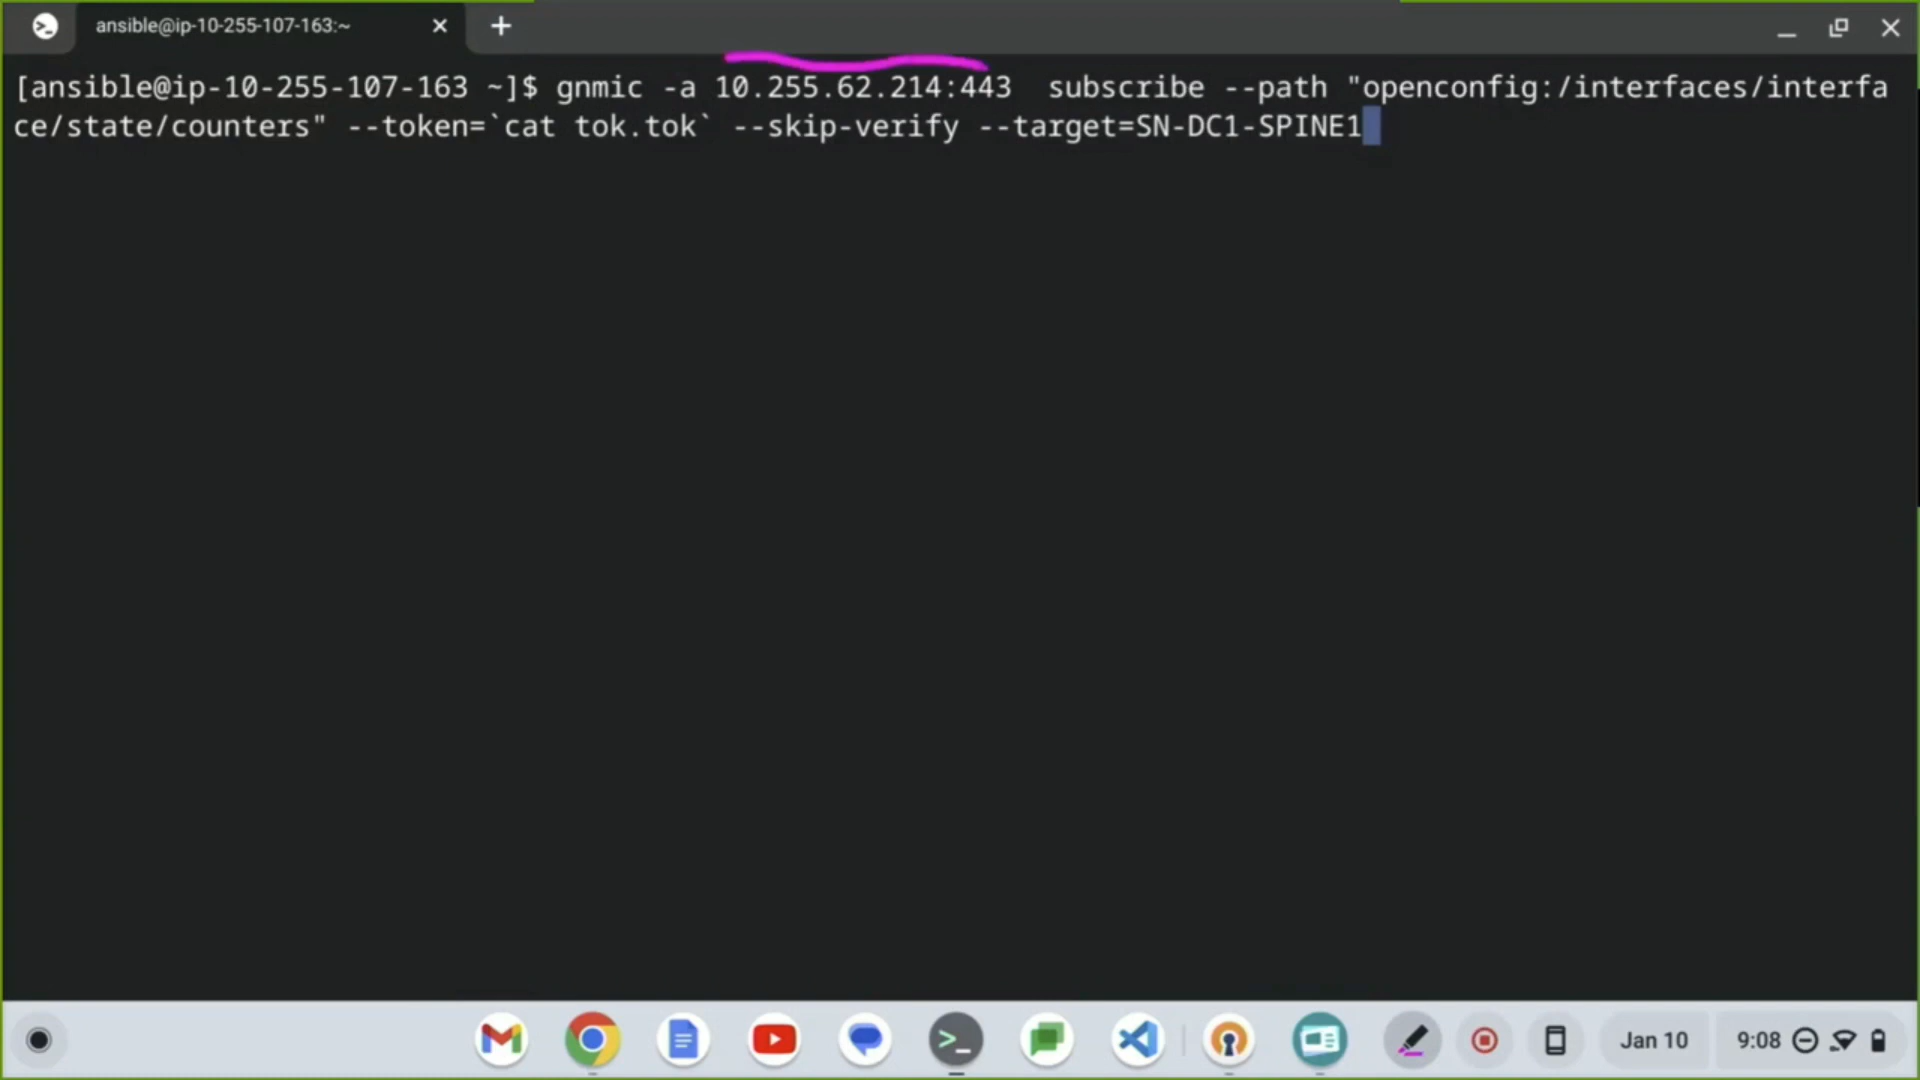 ansible@ip-10-255-107-163:~
[ansible@ip-10-255-107-163 ~]$ gnmic -a 10.255.62.214:443  subscribe --path "openconfig:/interfaces/interfa
ce/state/counters" --token=`cat tok.tok` --skip-verify --target=SN-DC1-SPINE1
Jan 10
9:08